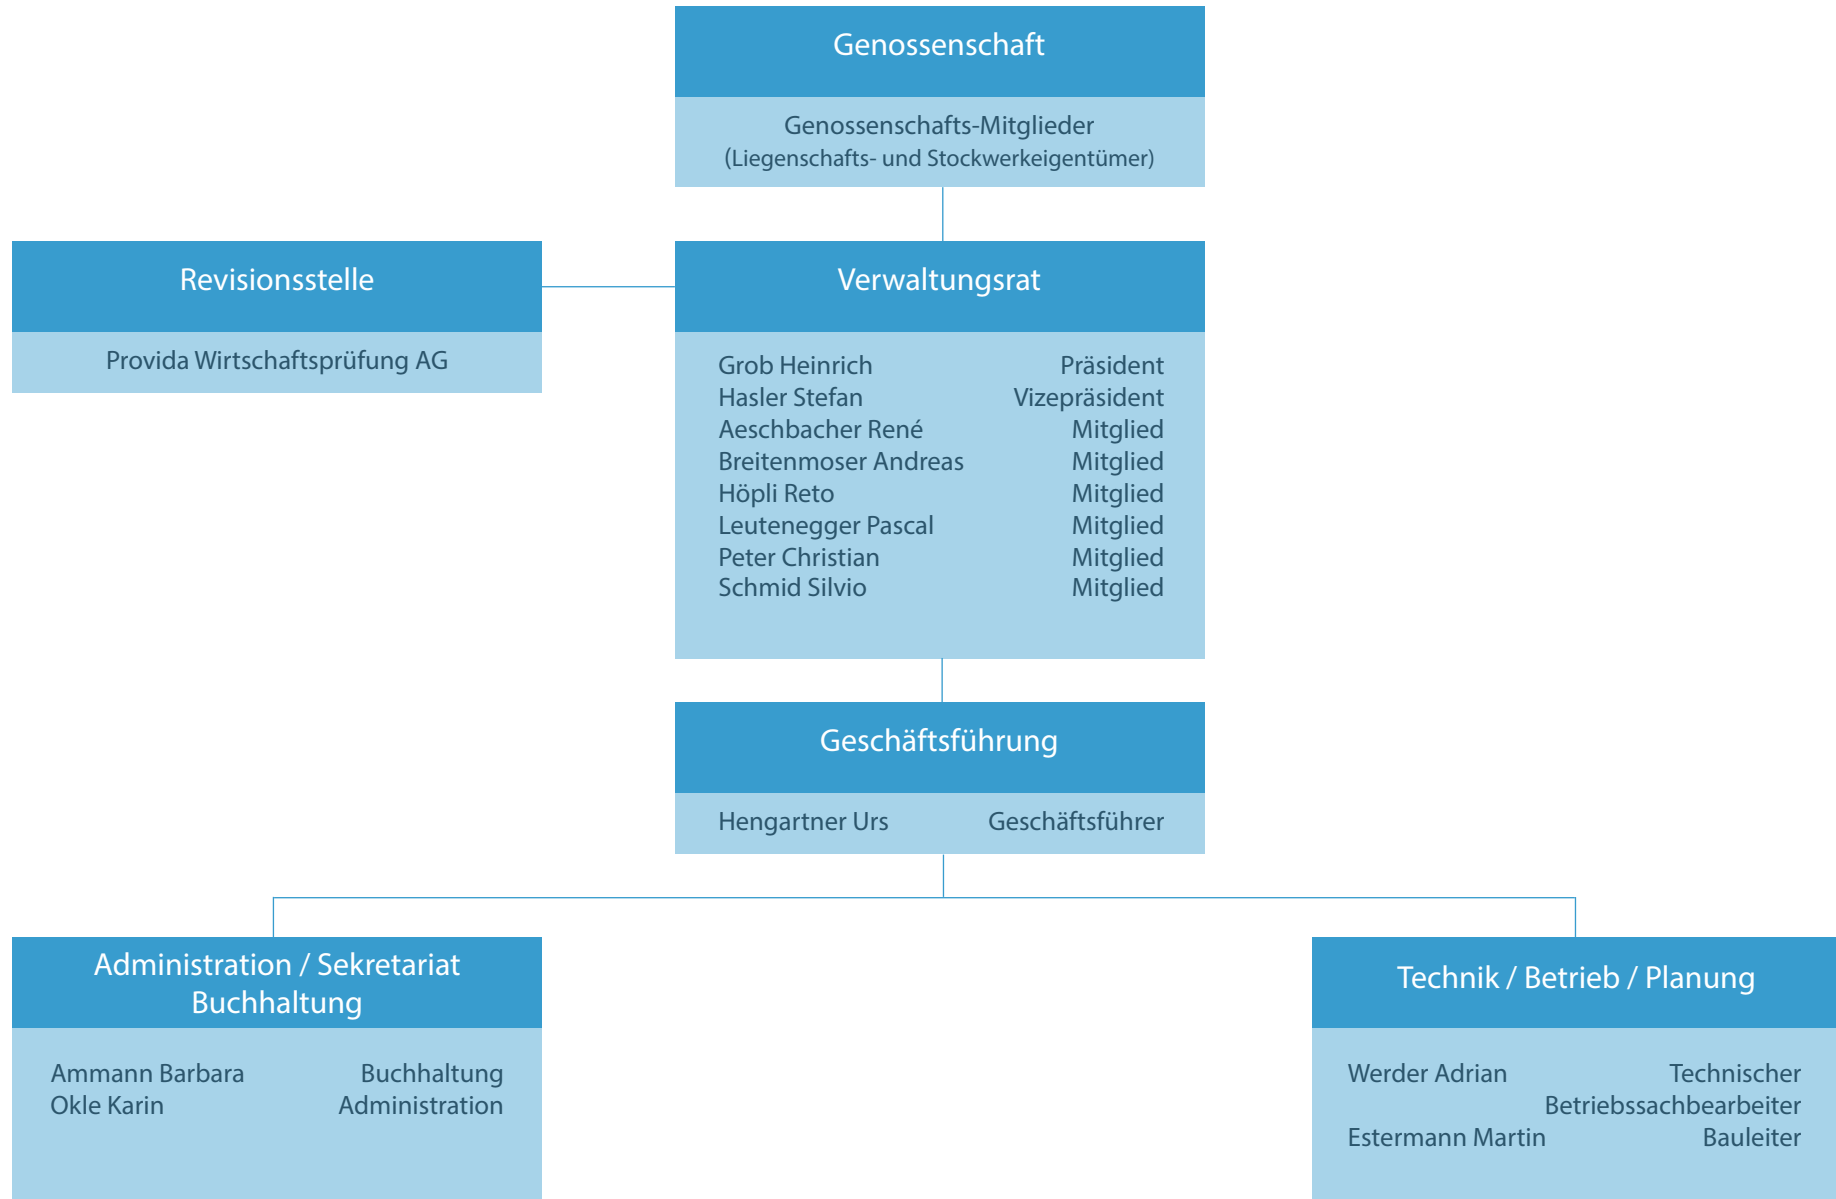 Genossenschaft
Genossenschafts-Mitglieder
(Liegenschafts- und Stockwerkeigentümer)
Revisionsstelle
Provida Wirtschaftsprüfung AG
Verwaltungsrat
Grob Heinrich Präsident
Hasler Stefan Vizepräsident
Aeschbacher René Mitglied
Breitenmoser Andreas Mitglied
Höpli Reto Mitglied
Leutenegger Pascal Mitglied
Peter Christian Mitglied
Schmid Silvio Mitglied
Geschäftsführung
Hengartner Urs Geschäftsführer
Administration / Sekretariat
Buchhaltung
Ammann Barbara Buchhaltung
Okle Karin Administration
Technik / Betrieb / Planung
Werder Adrian Technischer
Betriebssachbearbeiter
Estermann Martin Bauleiter